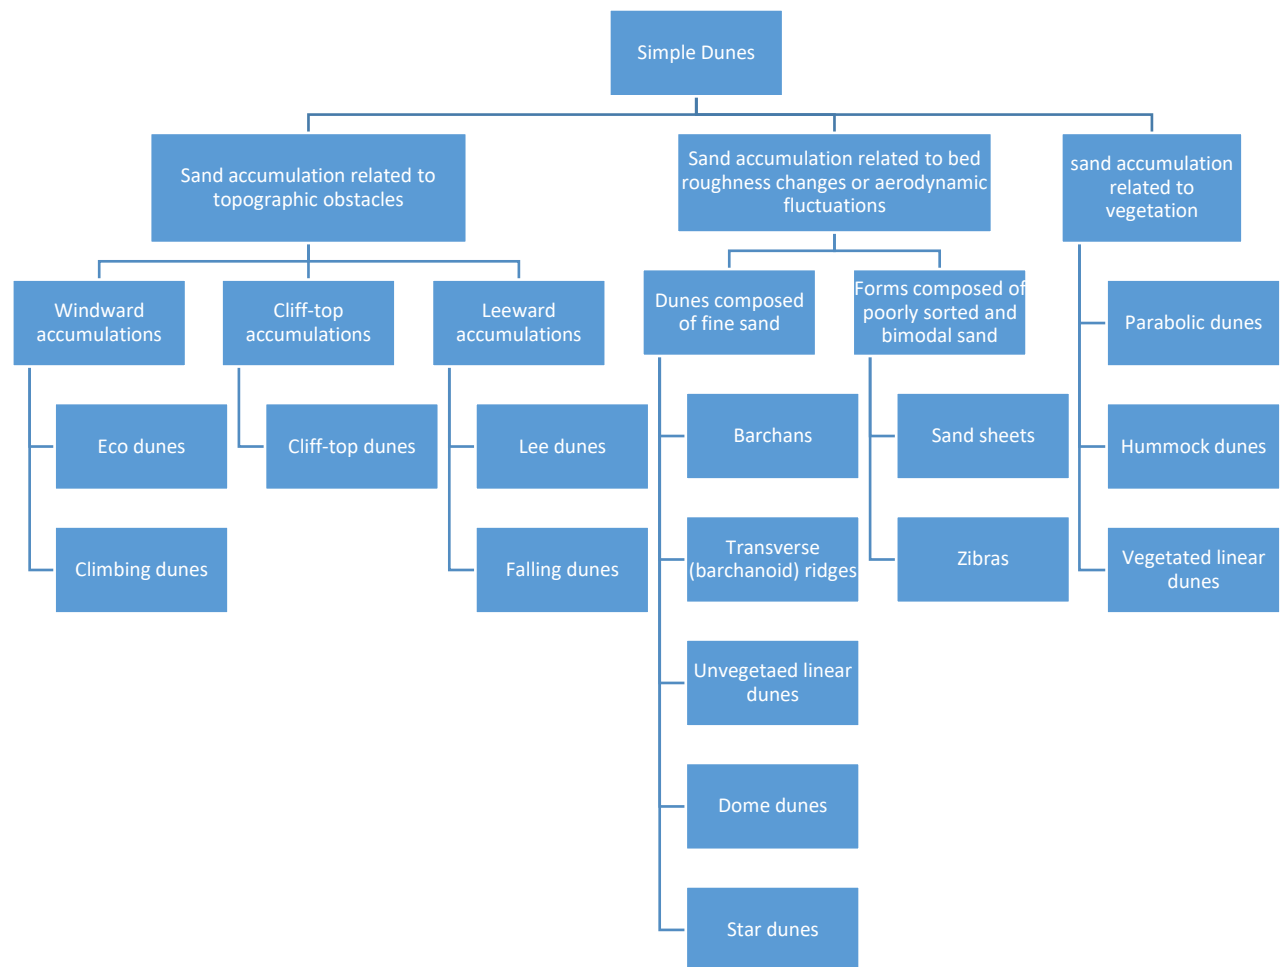 Simple Dunes
Sand accumulation related to
topographic obstacles
Sand accumulation related to bed
roughness changes or aerodynamic
fluctuations
sand accumulation
related to
vegetation
Windward
accumulations
Cliff-top
accumulations
Leeward
accumulations
Dunes composed
of fine sand
Forms composed of
poorly sorted and
bimodal sand
Parabolic dunes
Eco dunes
Cliff-top dunes
Lee dunes
Barchans
Sand sheets
Hummock dunes
Climbing dunes
Falling dunes
Transverse
(barchanoid) ridges
Zibras
Vegetated linear
dunes
Unvegetaed linear
dunes
Dome dunes
Star dunes